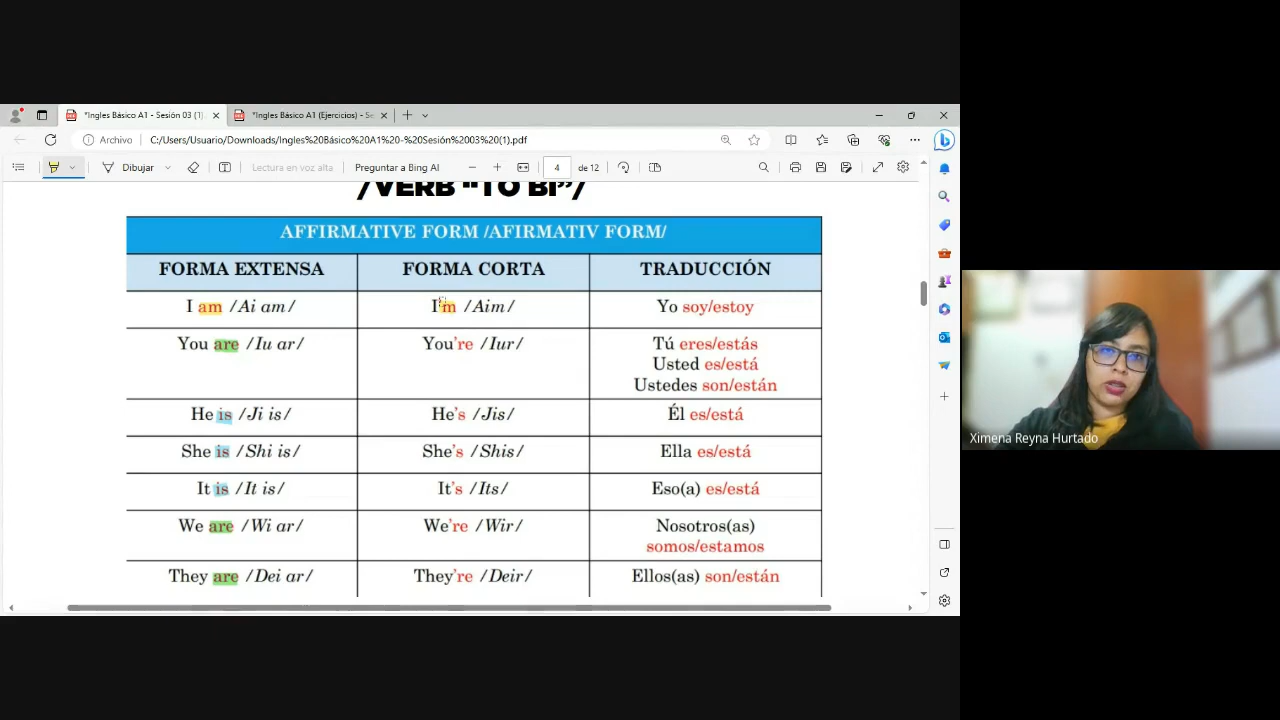 *Ingles Básico A1 - Sesión 03 (1).
*Ingles Básico A1 (Ejercicios) - Se
Archivo
C:/Users/Usuario/Downloads/Ingles%20Básico%20A1%20-%20Sesión%2003%20(1).pdf
Dibujar
Lectura en voz alta
Preguntar a Bing AI
4
de 12
/VERB “TO BI”/
AFFIRMATIVE FORM /AFIRMATIV FORM/
FORMA EXTENSA FORMA CORTA TRADUCCIÓN
I am /Ai am/ I'm /Aim/ Yo soy/estoy
You are /Iu ar/ You're /Iur/ Tú eres/estás
Usted es/está
Ustedes son/están
He is /Ji is/ He's /Jis/ Él es/está
She is /Shi is/ She's /Shis/ Ella es/está
It is /It is/ It's /Its/ Eso(a) es/está
We are /Wi ar/ We're /Wir/ Nosotros(as)
somos/estamos
They are /Dei ar/ They're /Deir/ Ellos(as) son/están
Ximena Reyna Hurtado